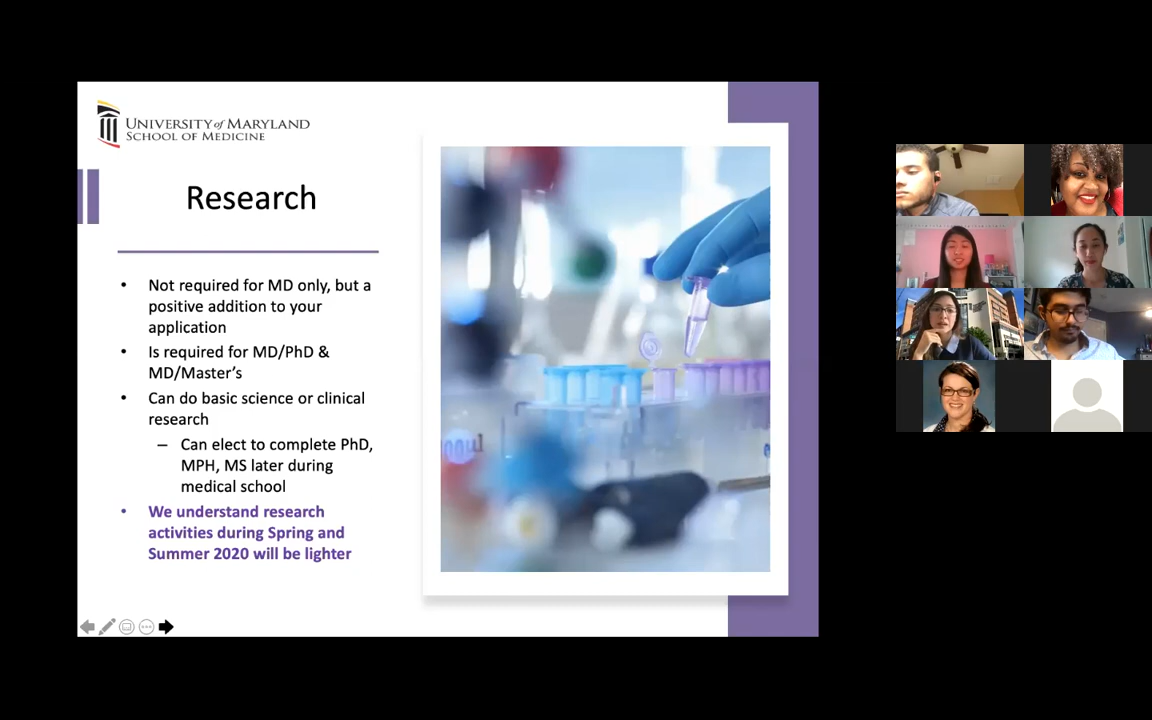 UNIVERSITY of MARYLAND
SCHOOL OF MEDICINE
Research
• Not required for MD only, but a
positive addition to your
application
• Is required for MD/PhD &
MD/Master's
• Can do basic science or clinical
research
– Can elect to complete PhD,
MPH, MS later during
medical school
• We understand research
activities during Spring and
Summer 2020 will be lighter